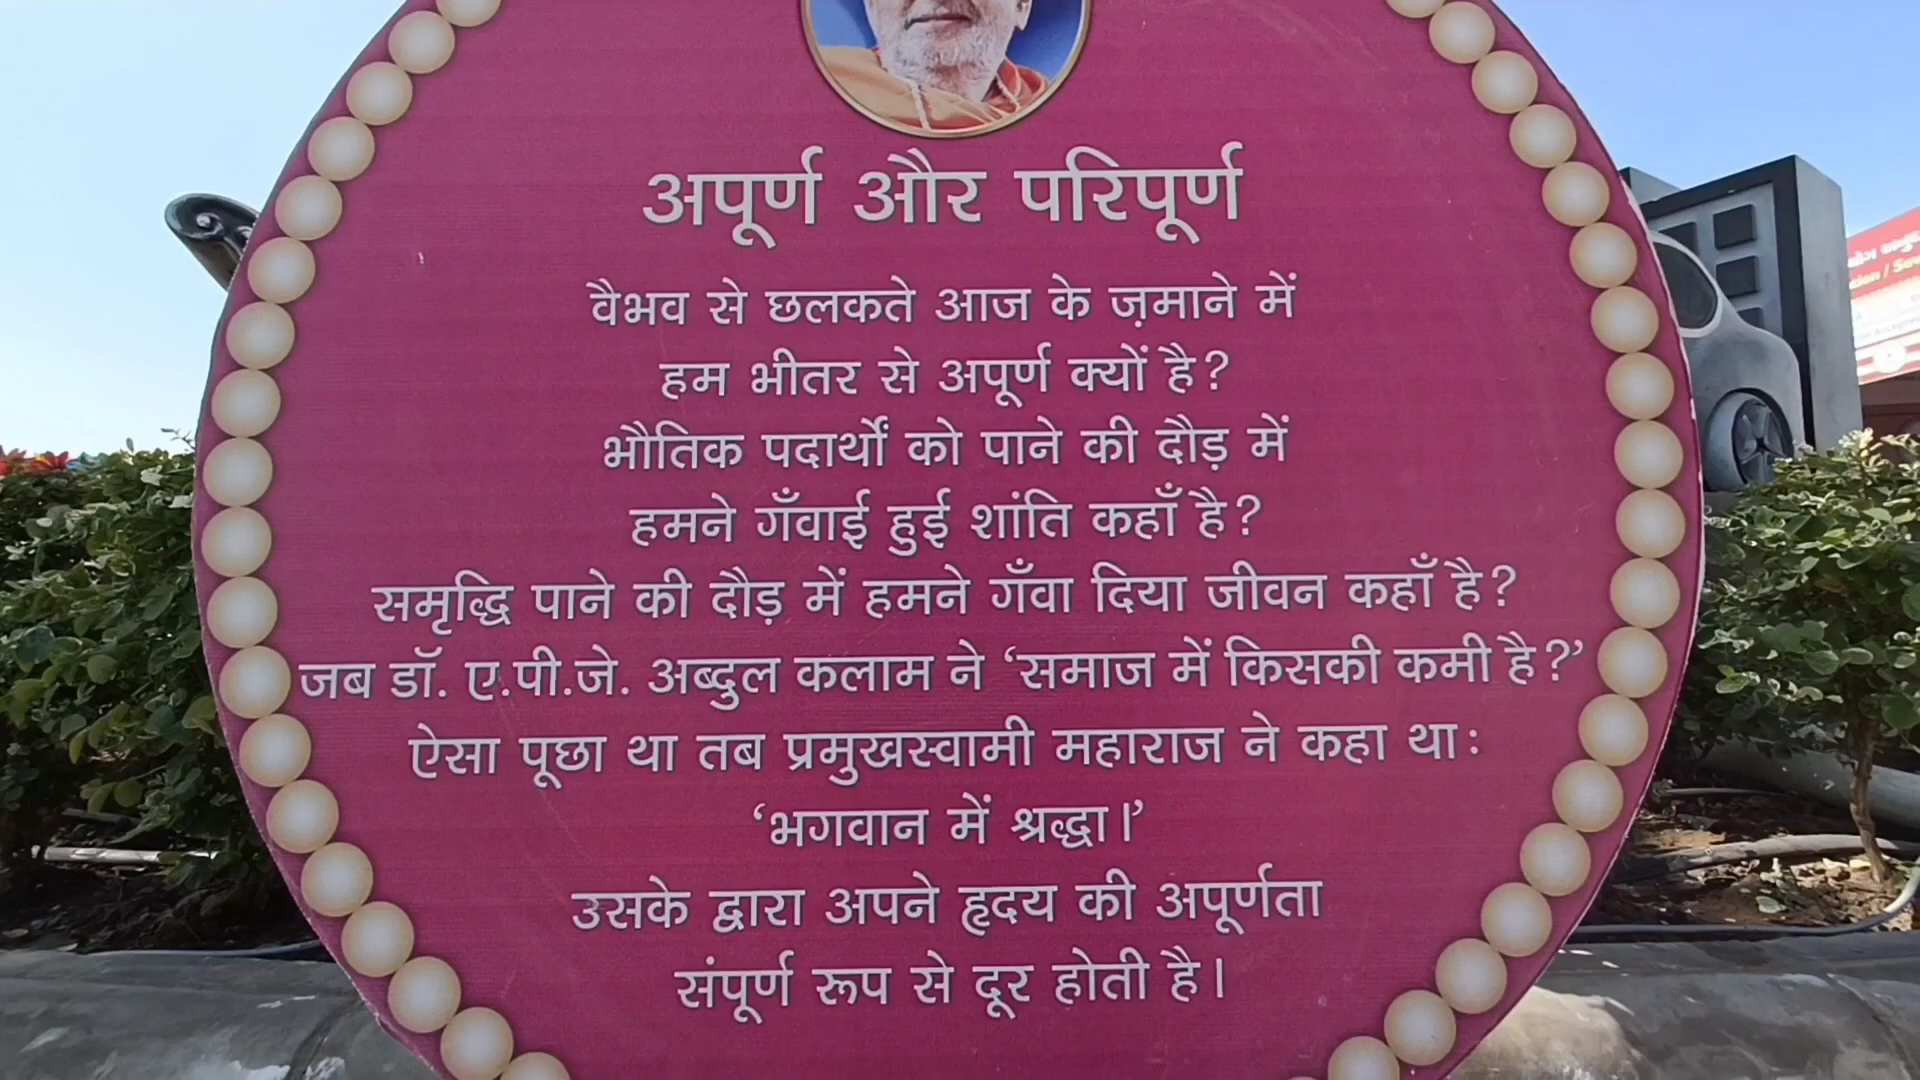 अपूर्ण और परिपूर्ण
वैभव से छलकते आज के ज़माने में
हम भीतर से अपूर्ण क्यों है?
भौतिक पदार्थों को पाने की दौड़ में
हमने गँवाई हुई शांति कहाँ है?
समृद्धि पाने की दौड़ में हमने गँवा दिया जीवन कहाँ है?
जब डॉ. ए.पी.जे. अब्दुल कलाम ने ‘समाज में किसकी कमी है?’
ऐसा पूछा था तब प्रमुखस्वामी महाराज ने कहा था:
‘भगवान में श्रद्धा।’
उसके द्वारा अपने हृदय की अपूर्णता
संपूर्ण रूप से दूर होती है।